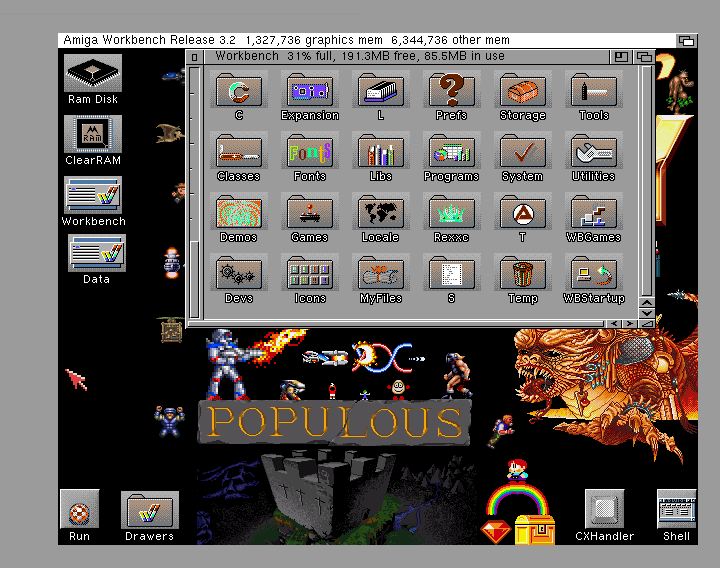 Amiga Workbench Release 3.2 1,327,736 graphics mem 6,344,736 other mem
Workbench 31% full, 191.3MB free, 85.5MB in use
Ram Disk
RAM
ClearRAM
Workbench
Data
C Expansion L Prefs Storage Tools
Fonts
Classes Fonts Libs Programs System Utilities
Demos Games Locale Rexxc T WBGames
Devs Icons MyFiles S Temp WBStartup
POPULOUS
Run Drawers CXHandler Shell